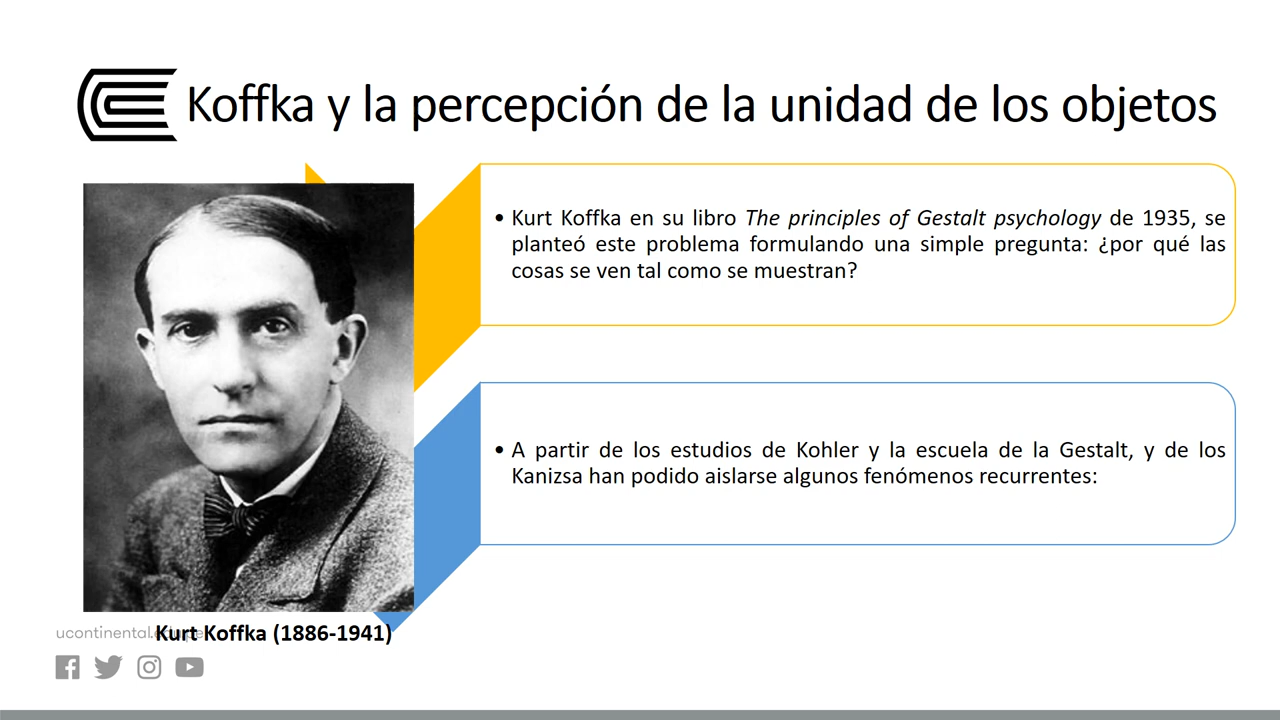 Koffka y la percepción de la unidad de los objetos
• Kurt Koffka en su libro The principles of Gestalt psychology de 1935, se
planteó este problema formulando una simple pregunta: ¿por qué las
cosas se ven tal como se muestran?
• A partir de los estudios de Kohler y la escuela de la Gestalt, y de los
Kanizsa han podido aislarse algunos fenómenos recurrentes:
Kurt Koffka (1886-1941)
ucontinental.edu.pe